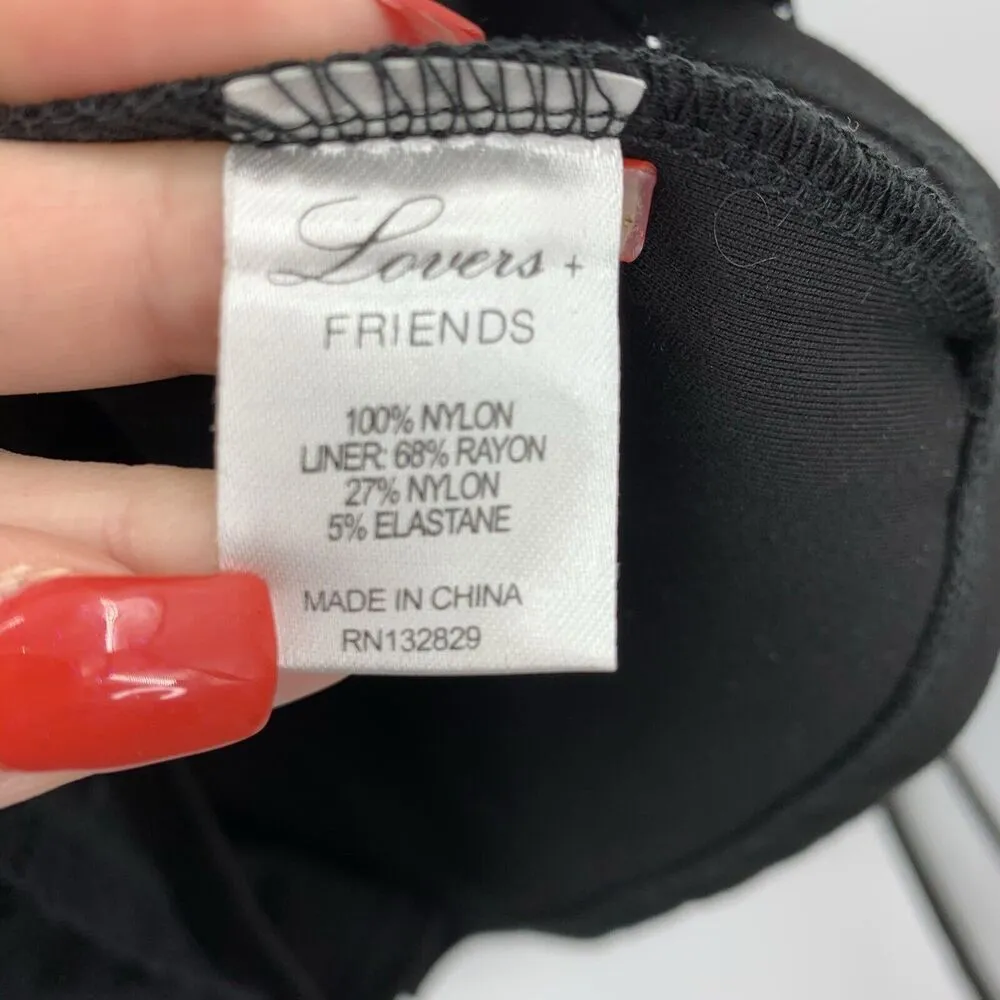 Lovers +
FRIENDS
100% NYLON
LINER: 68% RAYON
27% NYLON
5% ELASTANE
MADE IN CHINA
RN132829